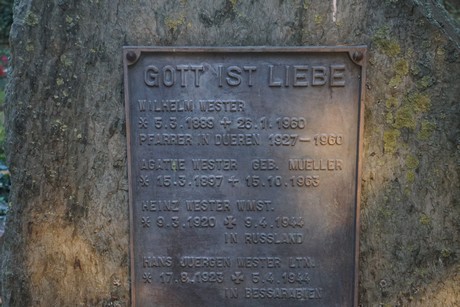 GOTT IST LIEBE
WILHELM WESTER
* 5.3.1889 + 26.11.1960
PFARRER IN DUEREN 1927-1960
AGATHE WESTER GEB. MUELLER
* 15.3.1897 + 15.10.1963
HEINZ WESTER WMST.
* 9.3.1920 ✠ 9.4.1944
IN RUSSLAND
HANS JUERGEN WESTER LTN.
* 17.8.1923 ✠ 5.4.1944
IN BESSARABIEN